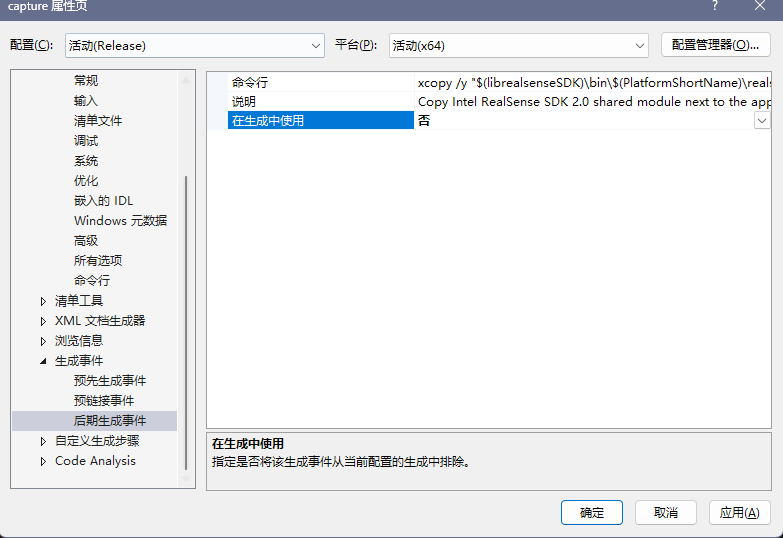 capture 属性页
配置(C): 活动(Release) 平台(P): 活动(x64) 配置管理器(O)...
常规
输入
清单文件
调试
系统
优化
嵌入的 IDL
Windows 元数据
高级
所有选项
命令行
清单工具
XML 文档生成器
浏览信息
生成事件
预先生成事件
预链接事件
后期生成事件
自定义生成步骤
Code Analysis
命令行 xcopy /y "$(librealsenseSDK)\bin\$(PlatformShortName)\reals
说明 Copy Intel RealSense SDK 2.0 shared module next to the app
在生成中使用 否
在生成中使用
指定是否将该生成事件从当前配置的生成中排除。
确定 取消 应用(A)